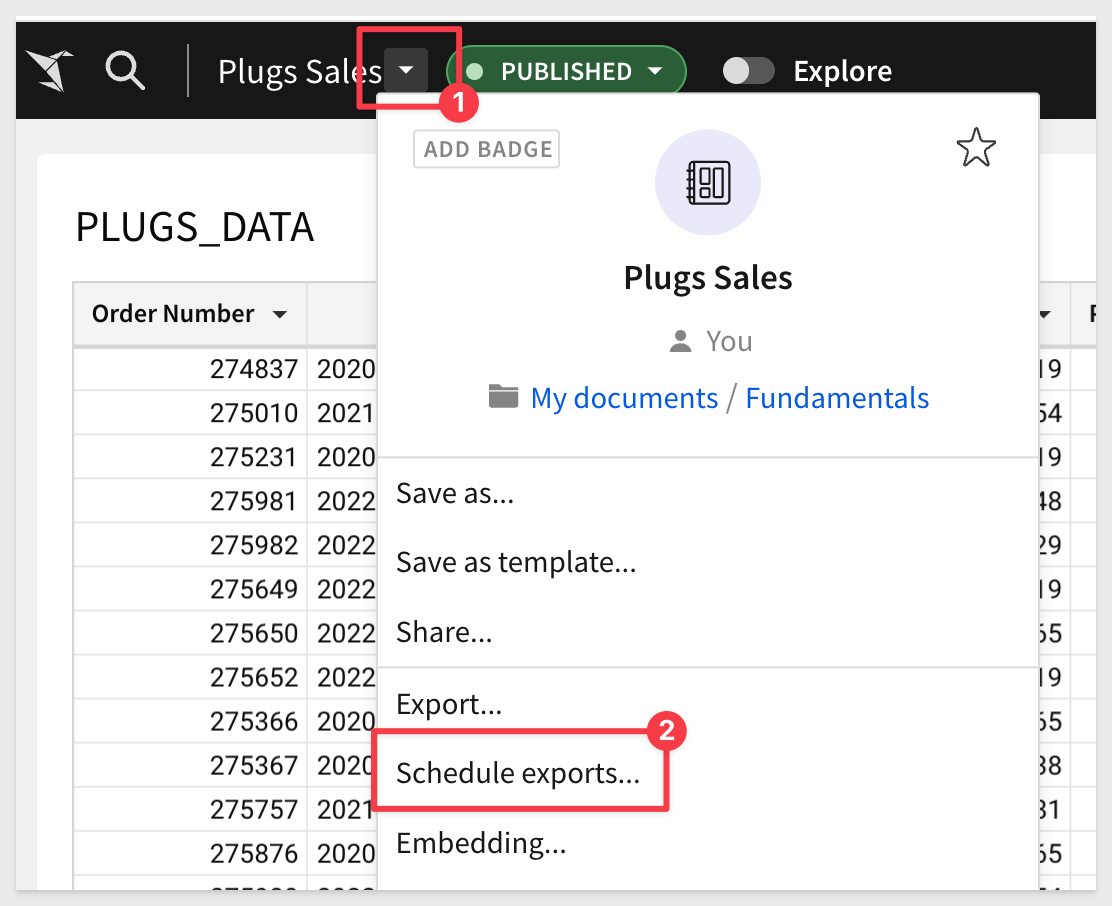 Plugs Sales PUBLISHED Explore
1
ADD BADGE
PLUGS_DATA
Plugs Sales
Order Number
You
My documents / Fundamentals
274837 2020 19
275010 2021 54
275231 2020 19
275981 2022 48
275982 2022 29
275649 2022 19
275650 2022 65
275652 2022 19
275366 2020 65
275367 2020 38
275757 2021 31
275876 2020 65
Save as...
Save as template...
Share...
Export...
2
Schedule exports...
Embedding...